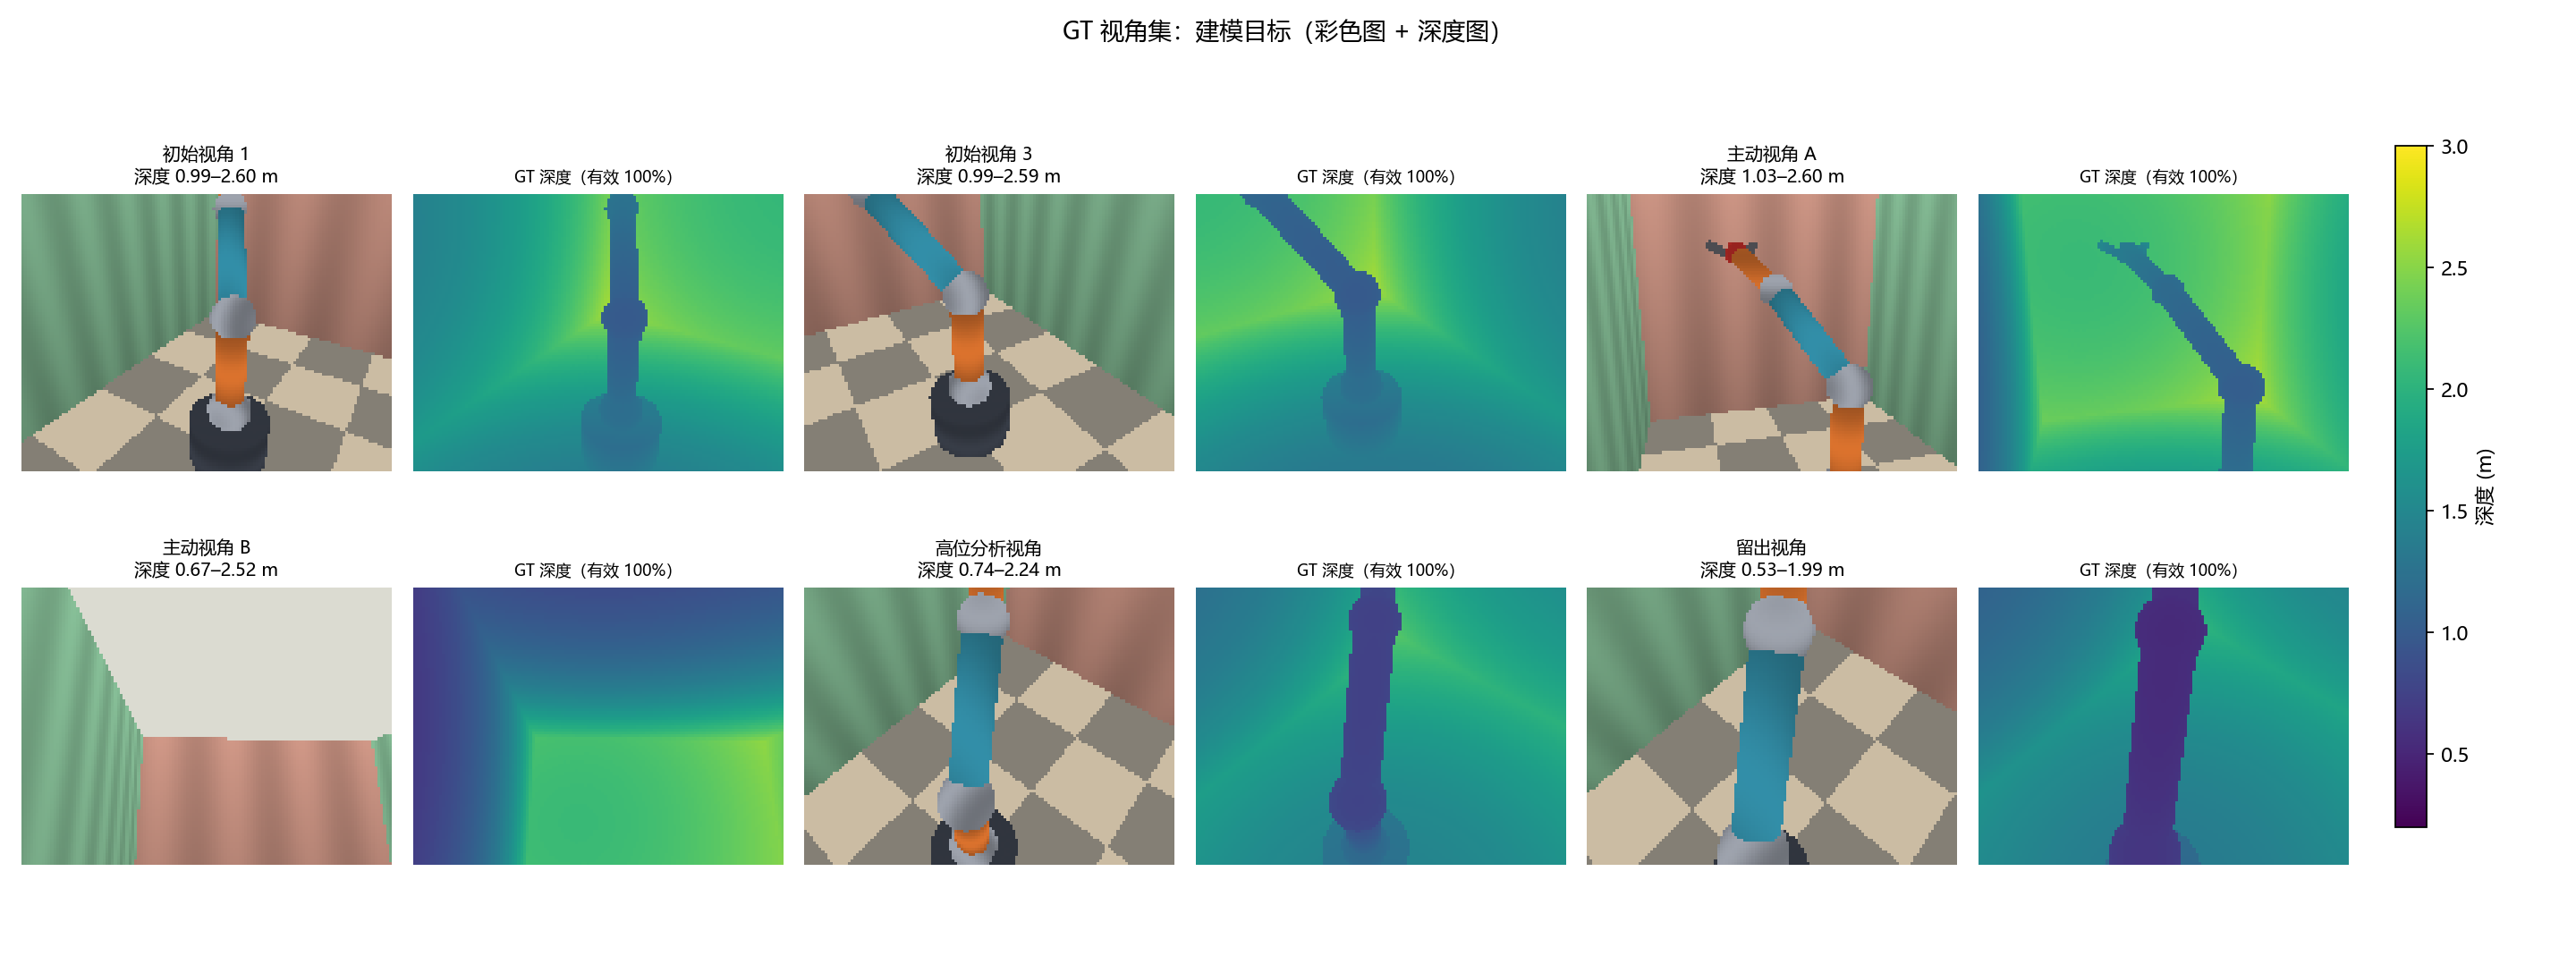 GT 视角集：建模目标（彩色图 + 深度图）
初始视角 1
深度 0.99–2.60 m
GT 深度（有效 100%）
初始视角 3
深度 0.99–2.59 m
GT 深度（有效 100%）
主动视角 A
深度 1.03–2.60 m
GT 深度（有效 100%）
主动视角 B
深度 0.67–2.52 m
GT 深度（有效 100%）
高位分析视角
深度 0.74–2.24 m
GT 深度（有效 100%）
留出视角
深度 0.53–1.99 m
GT 深度（有效 100%）
3.0
2.5
2.0
1.5
1.0
0.5
深度 (m)